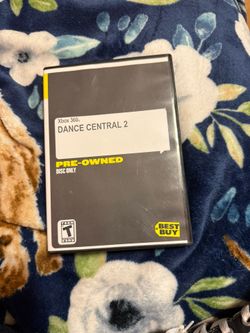 Xbox 360.
DANCE CENTRAL 2
PRE-OWNED
DISC ONLY
T
BEST
BUY